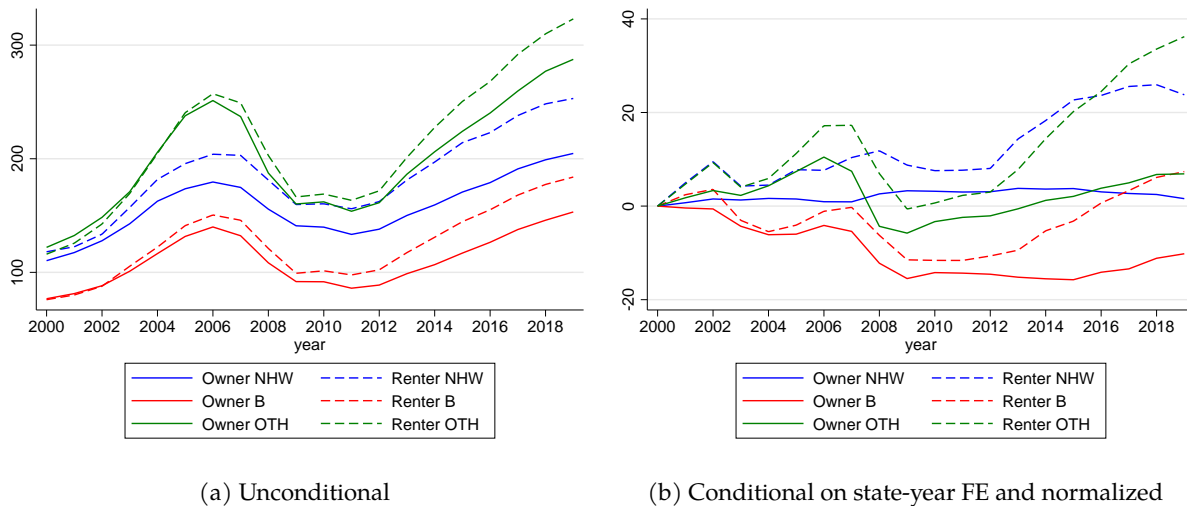 300
200
100
2000 2002 2004 2006 2008 2010 2012 2014 2016 2018
year
Owner NHW Renter NHW
Owner B Renter B
Owner OTH Renter OTH
(a) Unconditional
40
20
0
-20
2000 2002 2004 2006 2008 2010 2012 2014 2016 2018
year
Owner NHW Renter NHW
Owner B Renter B
Owner OTH Renter OTH
(b) Conditional on state-year FE and normalized